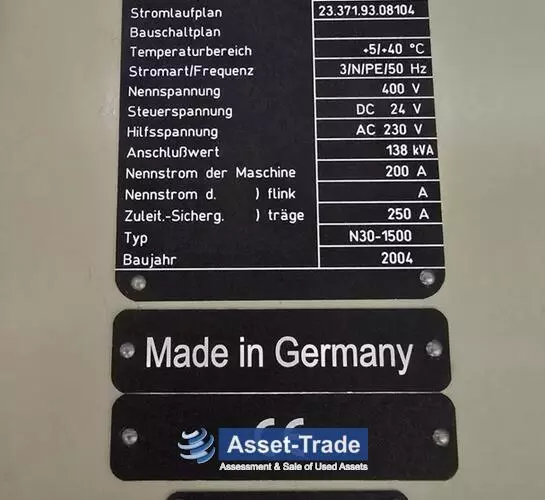 Stromlaufplan 23.371.93.08104
Bauschaltplan
Temperaturbereich +5/+40 °C
Stromart/Frequenz 3/N/PE/50 Hz
Nennspannung 400 V
Steuerspannung DC 24 V
Hilfsspannung AC 230 V
Anschlußwert 138 kVA
Nennstrom der Maschine 200 A
Nennstrom d. ) flink A
Zuleit.-Sicherg. ) träge 250 A
Typ N30-1500
Baujahr 2004
Made in Germany
CE
Asset-Trade
Assessment & Sale of Used Assets